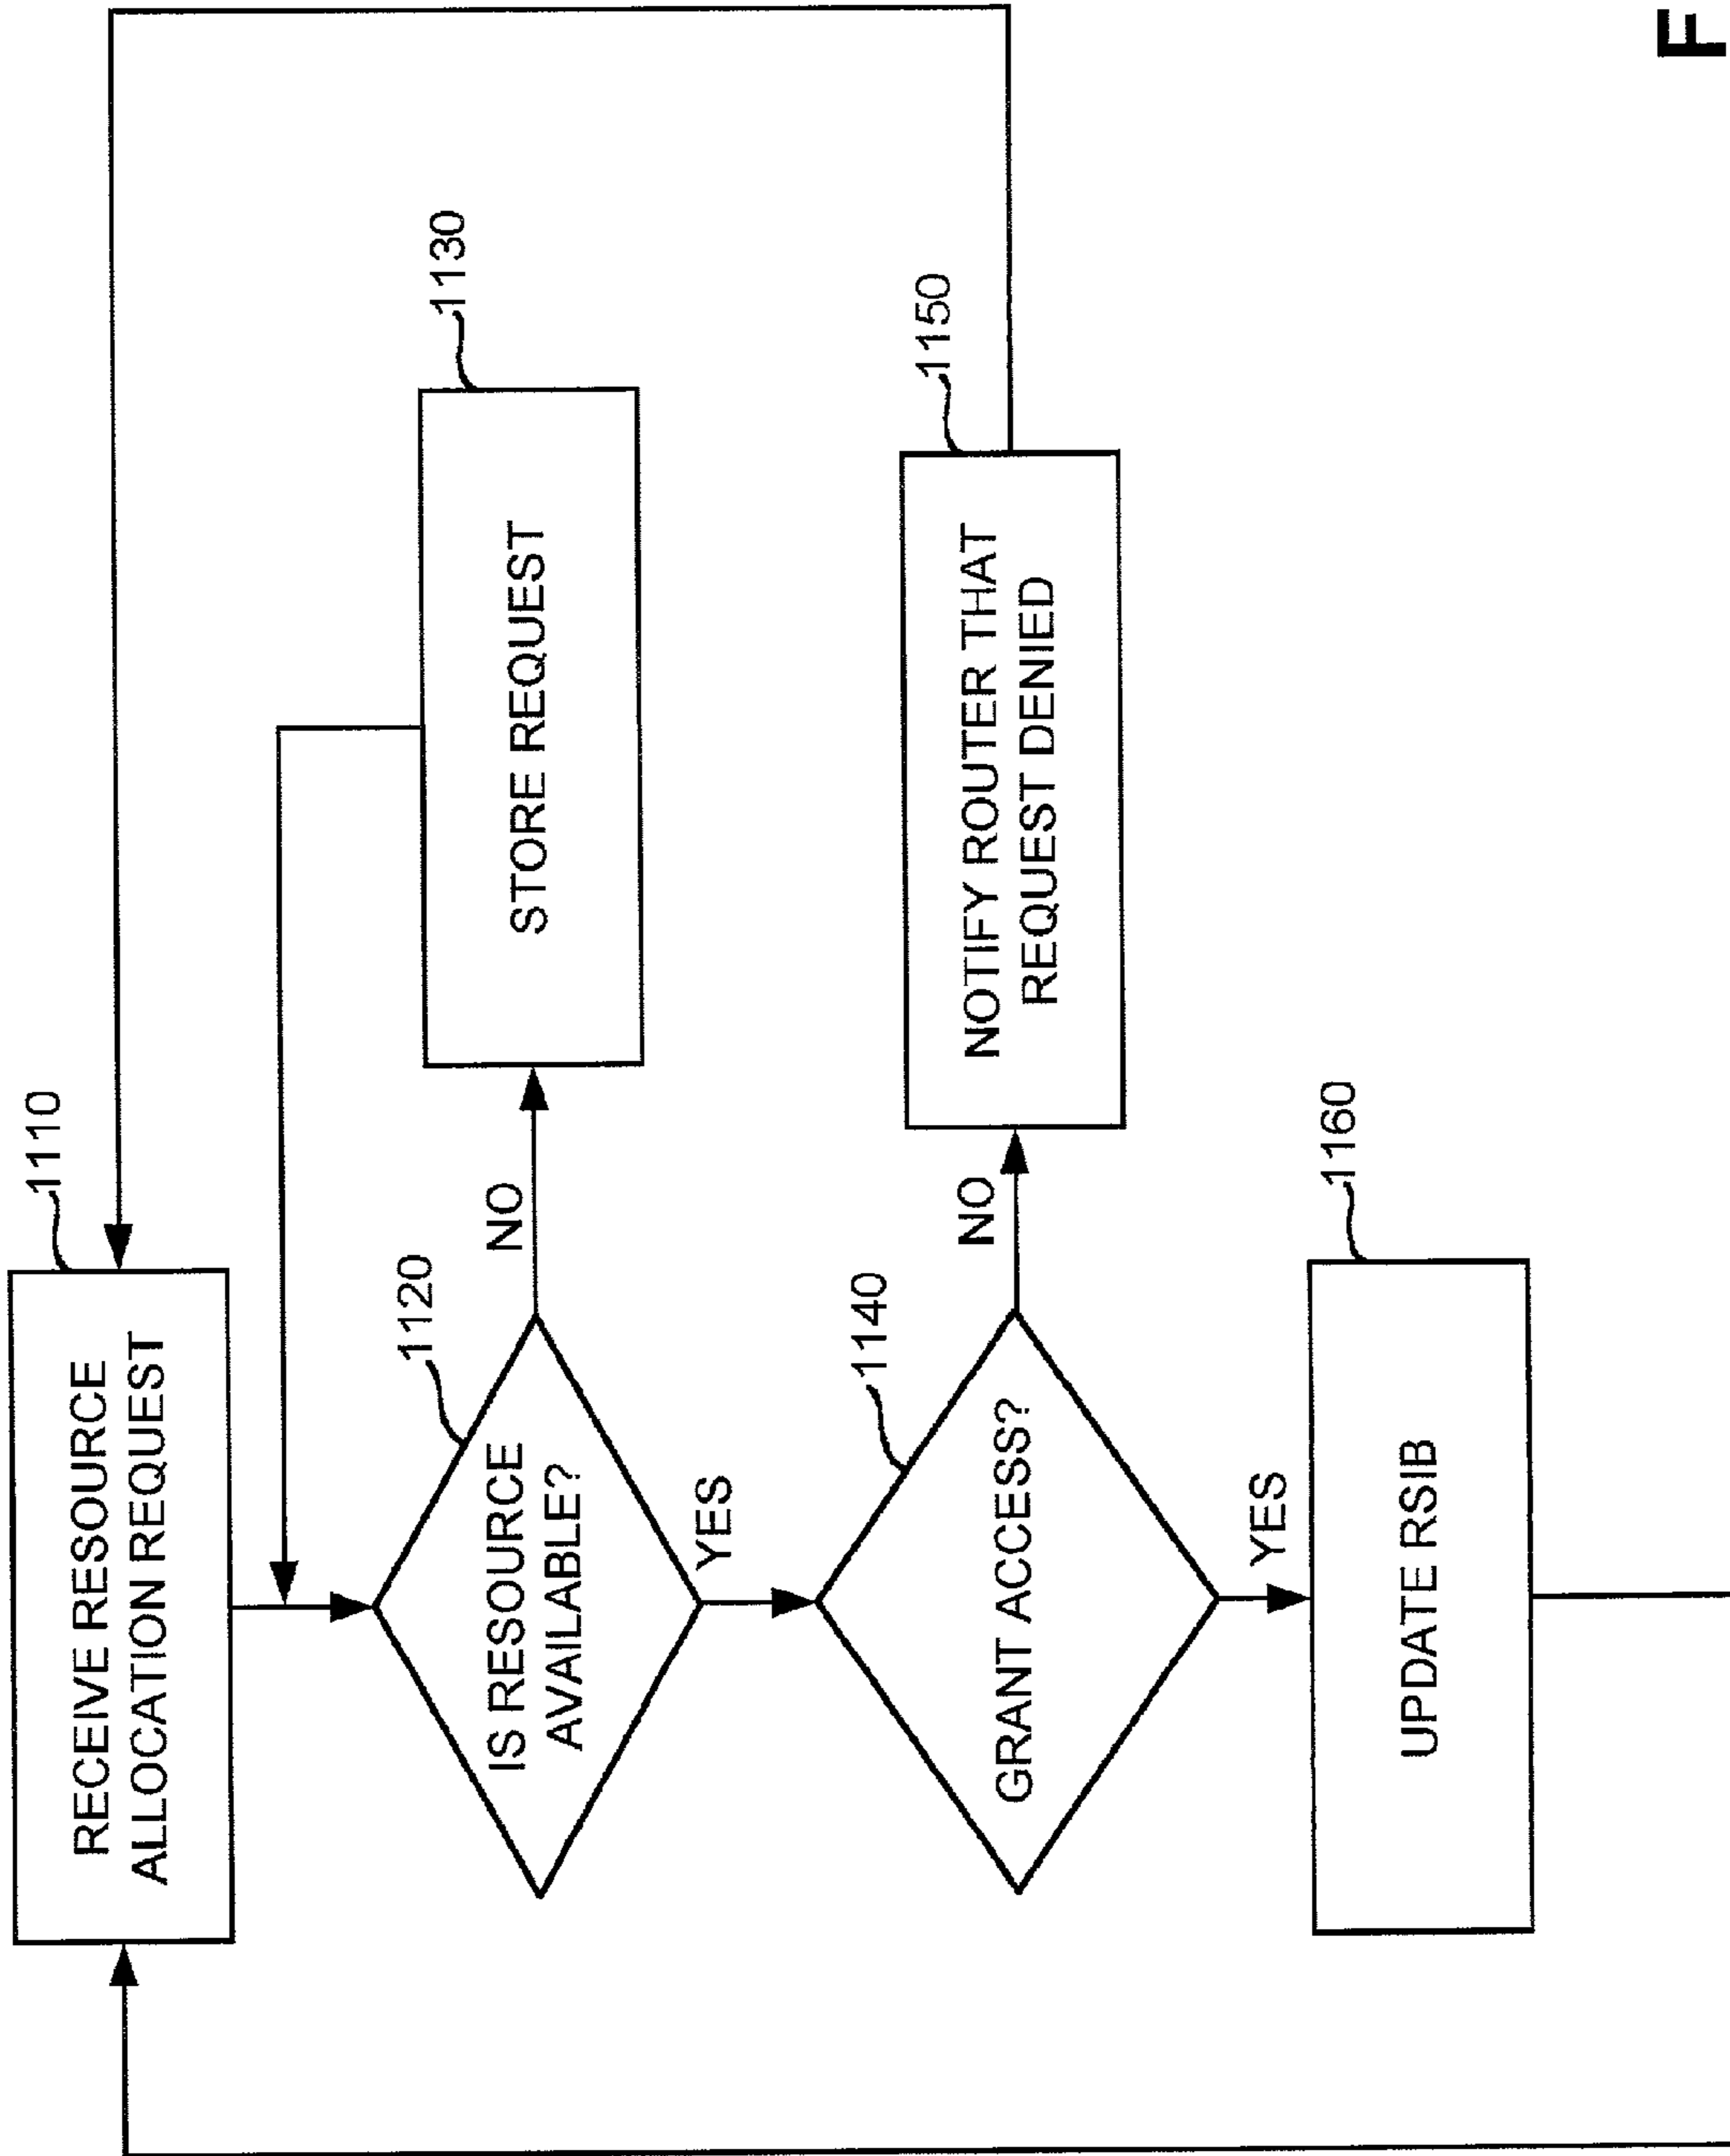 1110
RECEIVE RESOURCE
ALLOCATION REQUEST
1120
IS RESOURCE
AVAILABLE?
NO
1130
STORE REQUEST
YES
1140
GRANT ACCESS?
NO
1150
NOTIFY ROUTER THAT
REQUEST DENIED
YES
1160
UPDATE RSIB
F